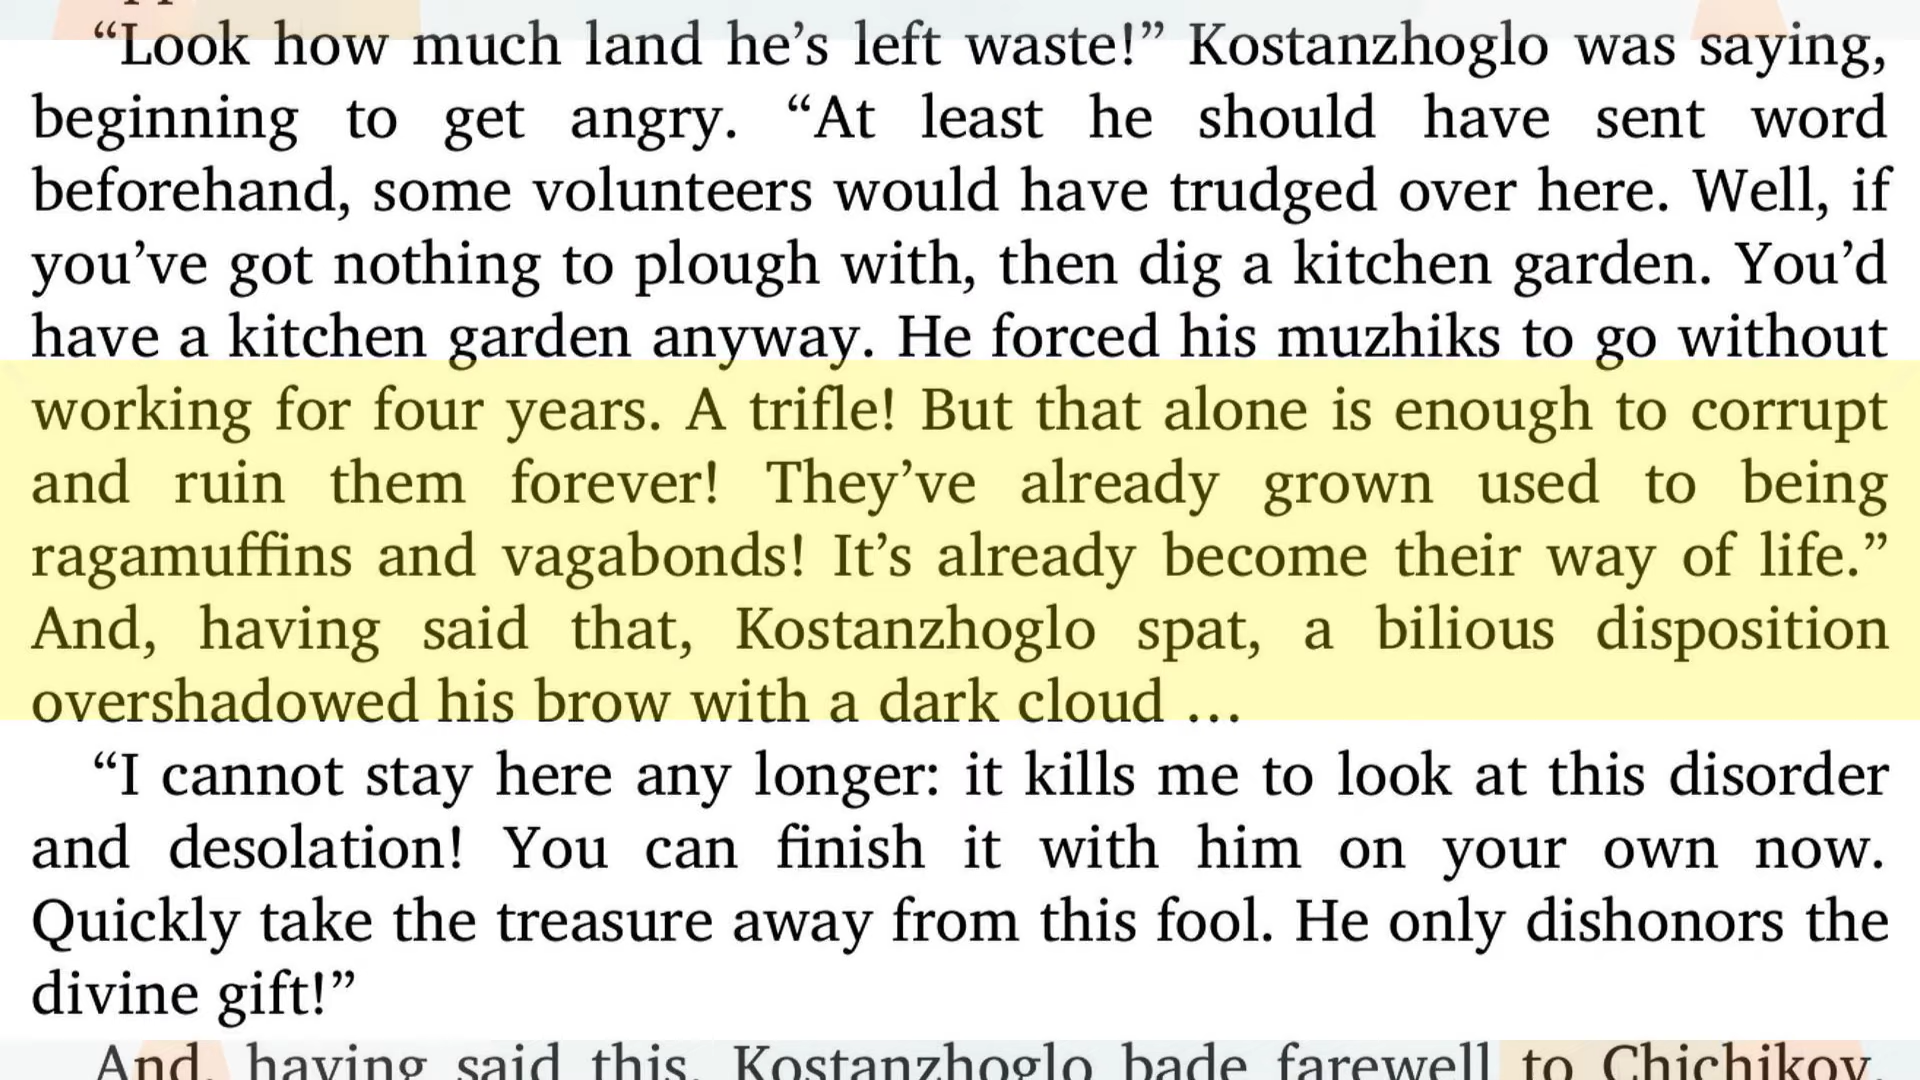 “Look how much land he’s left waste!” Kostanzhoglo was saying,
beginning to get angry. “At least he should have sent word
beforehand, some volunteers would have trudged over here. Well, if
you’ve got nothing to plough with, then dig a kitchen garden. You’d
have a kitchen garden anyway. He forced his muzhiks to go without
working for four years. A trifle! But that alone is enough to corrupt
and ruin them forever! They’ve already grown used to being
ragamuffins and vagabonds! It’s already become their way of life.”
And, having said that, Kostanzhoglo spat, a bilious disposition
overshadowed his brow with a dark cloud …
“I cannot stay here any longer: it kills me to look at this disorder
and desolation! You can finish it with him on your own now.
Quickly take the treasure away from this fool. He only dishonors the
divine gift!”
And, having said this, Kostanzhoglo bade farewell to Chichikov,